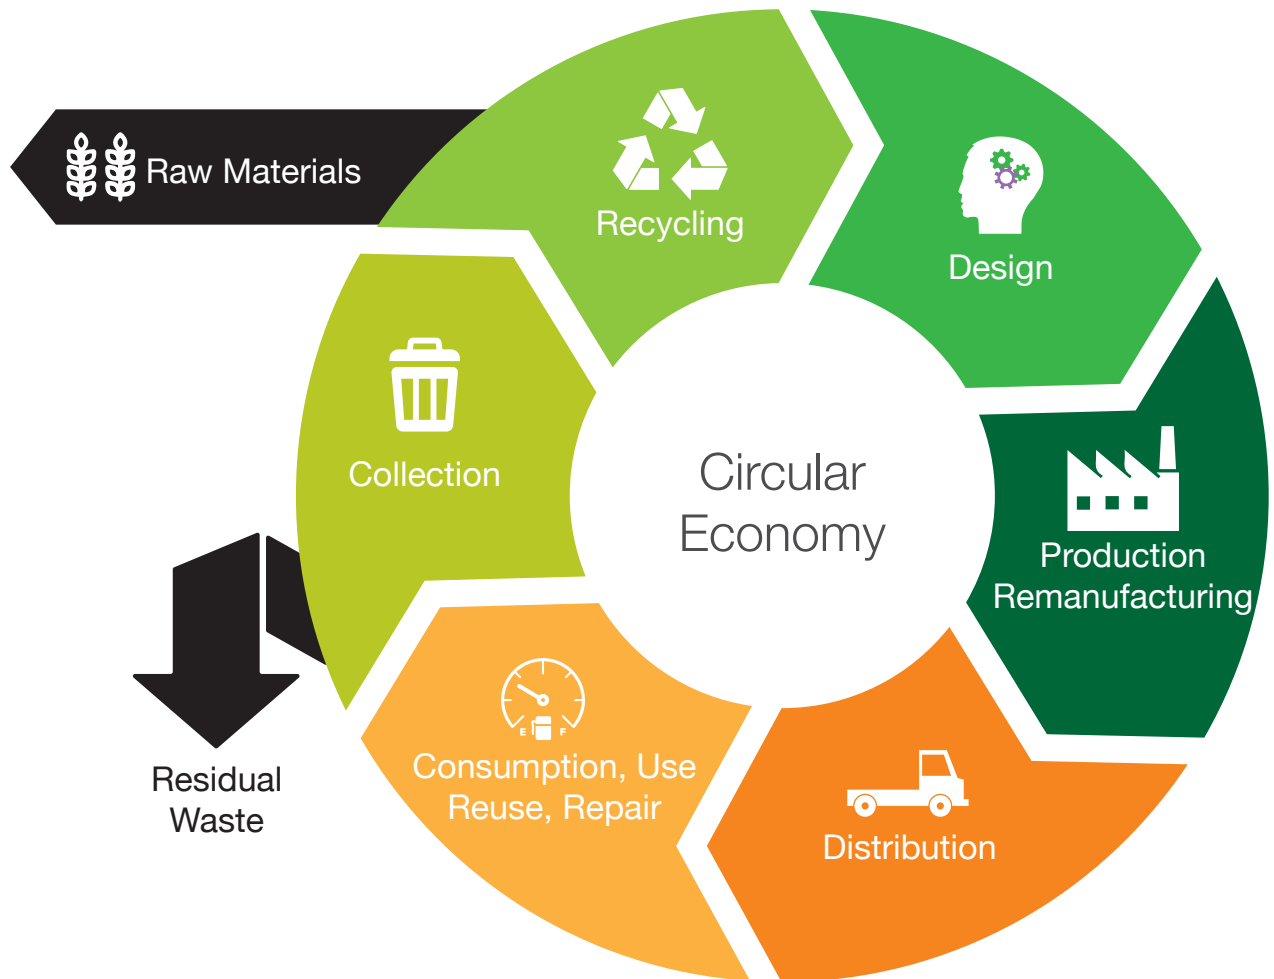 Raw Materials
Recycling
Design
Collection
Circular
Economy
Production
Remanufacturing
E F
Consumption, Use
Reuse, Repair
Residual
Waste
Distribution